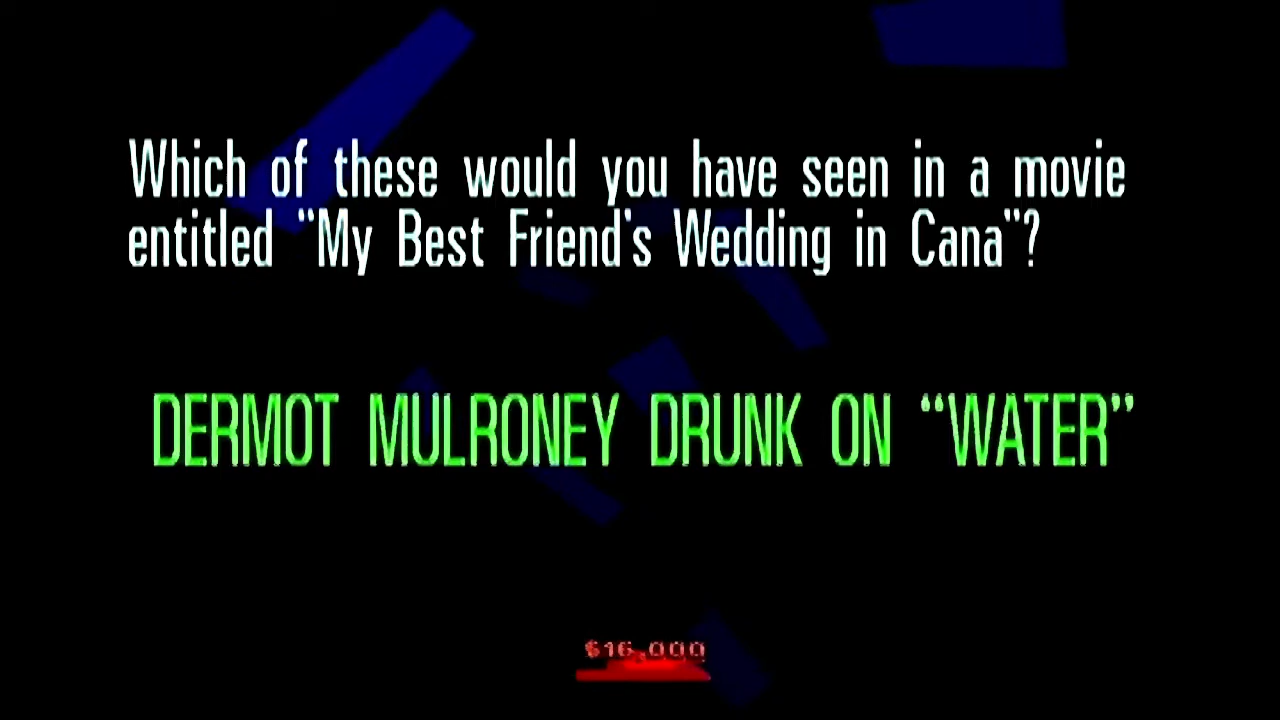 Which of these would you have seen in a movie
entitled “My Best Friend's Wedding in Cana”?
DERMOT MULRONEY DRUNK ON “WATER”
$16,000